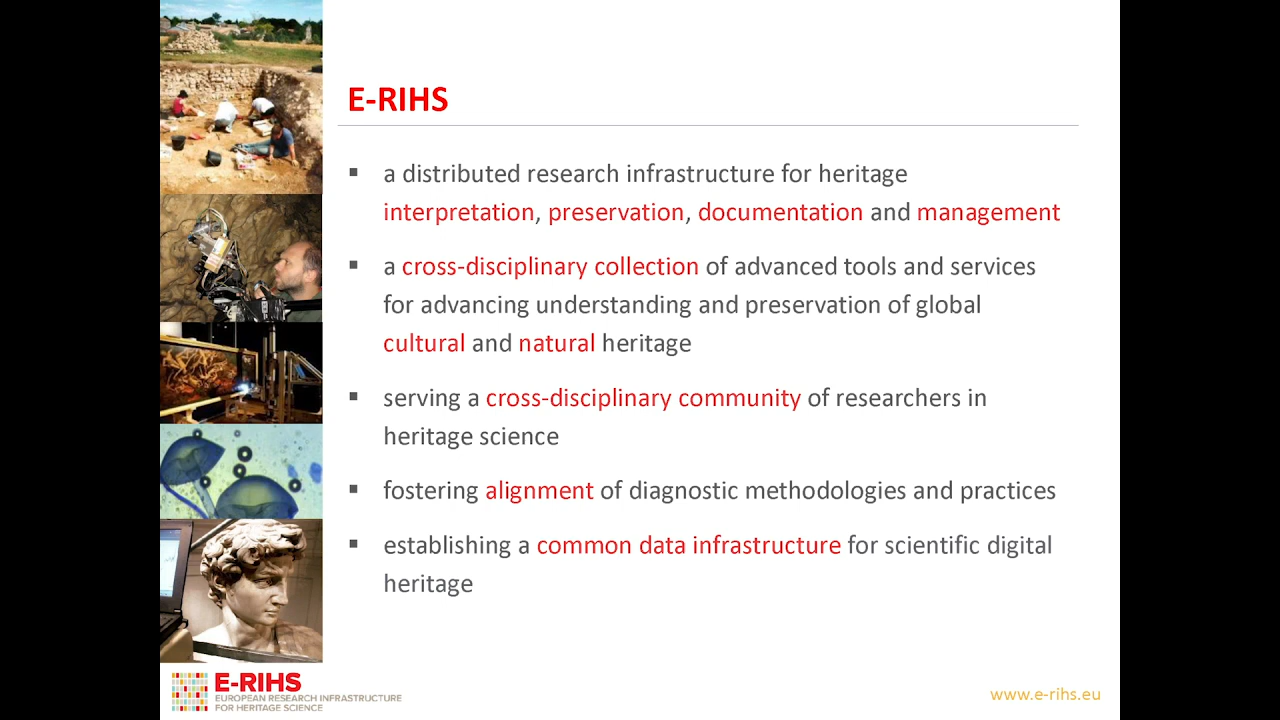 E-RIHS
▪ a distributed research infrastructure for heritage
interpretation, preservation, documentation and management
▪ a cross-disciplinary collection of advanced tools and services
for advancing understanding and preservation of global
cultural and natural heritage
▪ serving a cross-disciplinary community of researchers in
heritage science
▪ fostering alignment of diagnostic methodologies and practices
▪ establishing a common data infrastructure for scientific digital
heritage
E-RIHS
EUROPEAN RESEARCH INFRASTRUCTURE
FOR HERITAGE SCIENCE
www.e-rihs.eu